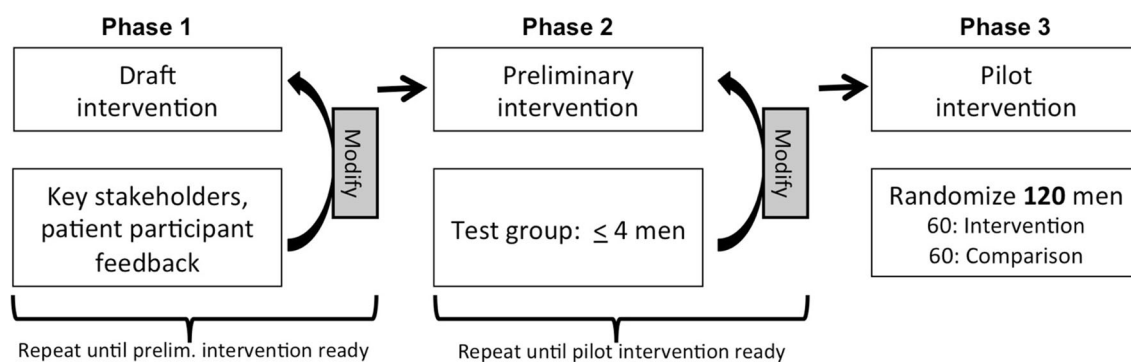 Phase 1
Draft
intervention
Modify
Key stakeholders,
patient participant
feedback
Repeat until prelim. intervention ready
Phase 2
Preliminary
intervention
Modify
Test group: ≤ 4 men
Repeat until pilot intervention ready
Phase 3
Pilot
intervention
Randomize 120 men
60: Intervention
60: Comparison